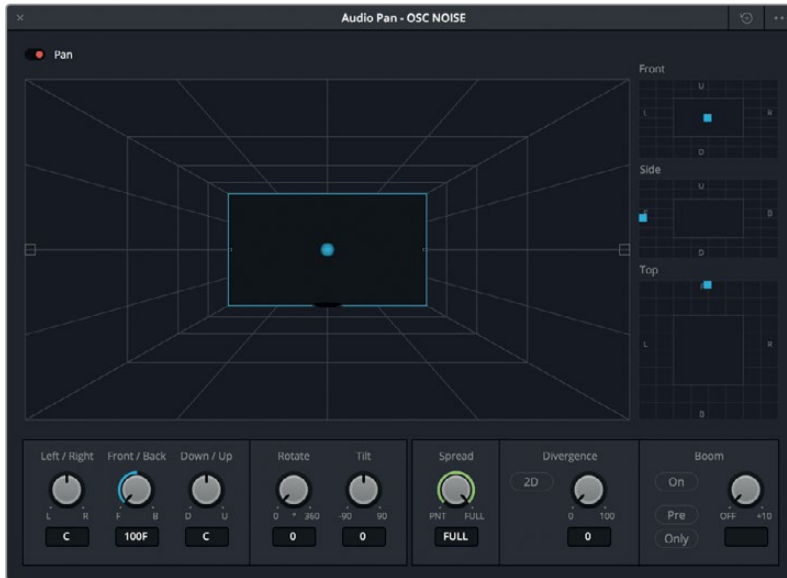 Audio Pan - OSC NOISE
Pan
Front
U
L R
D
Side
U
F B
D
Top
F
L R
B
Left / Right Front / Back Down / Up Rotate Tilt Spread Divergence Boom
2D On
L R F B D U 0 ° 360 -90 90 PNT FULL 0 100 Pre OFF +10
C 100F C 0 0 FULL 0 Only